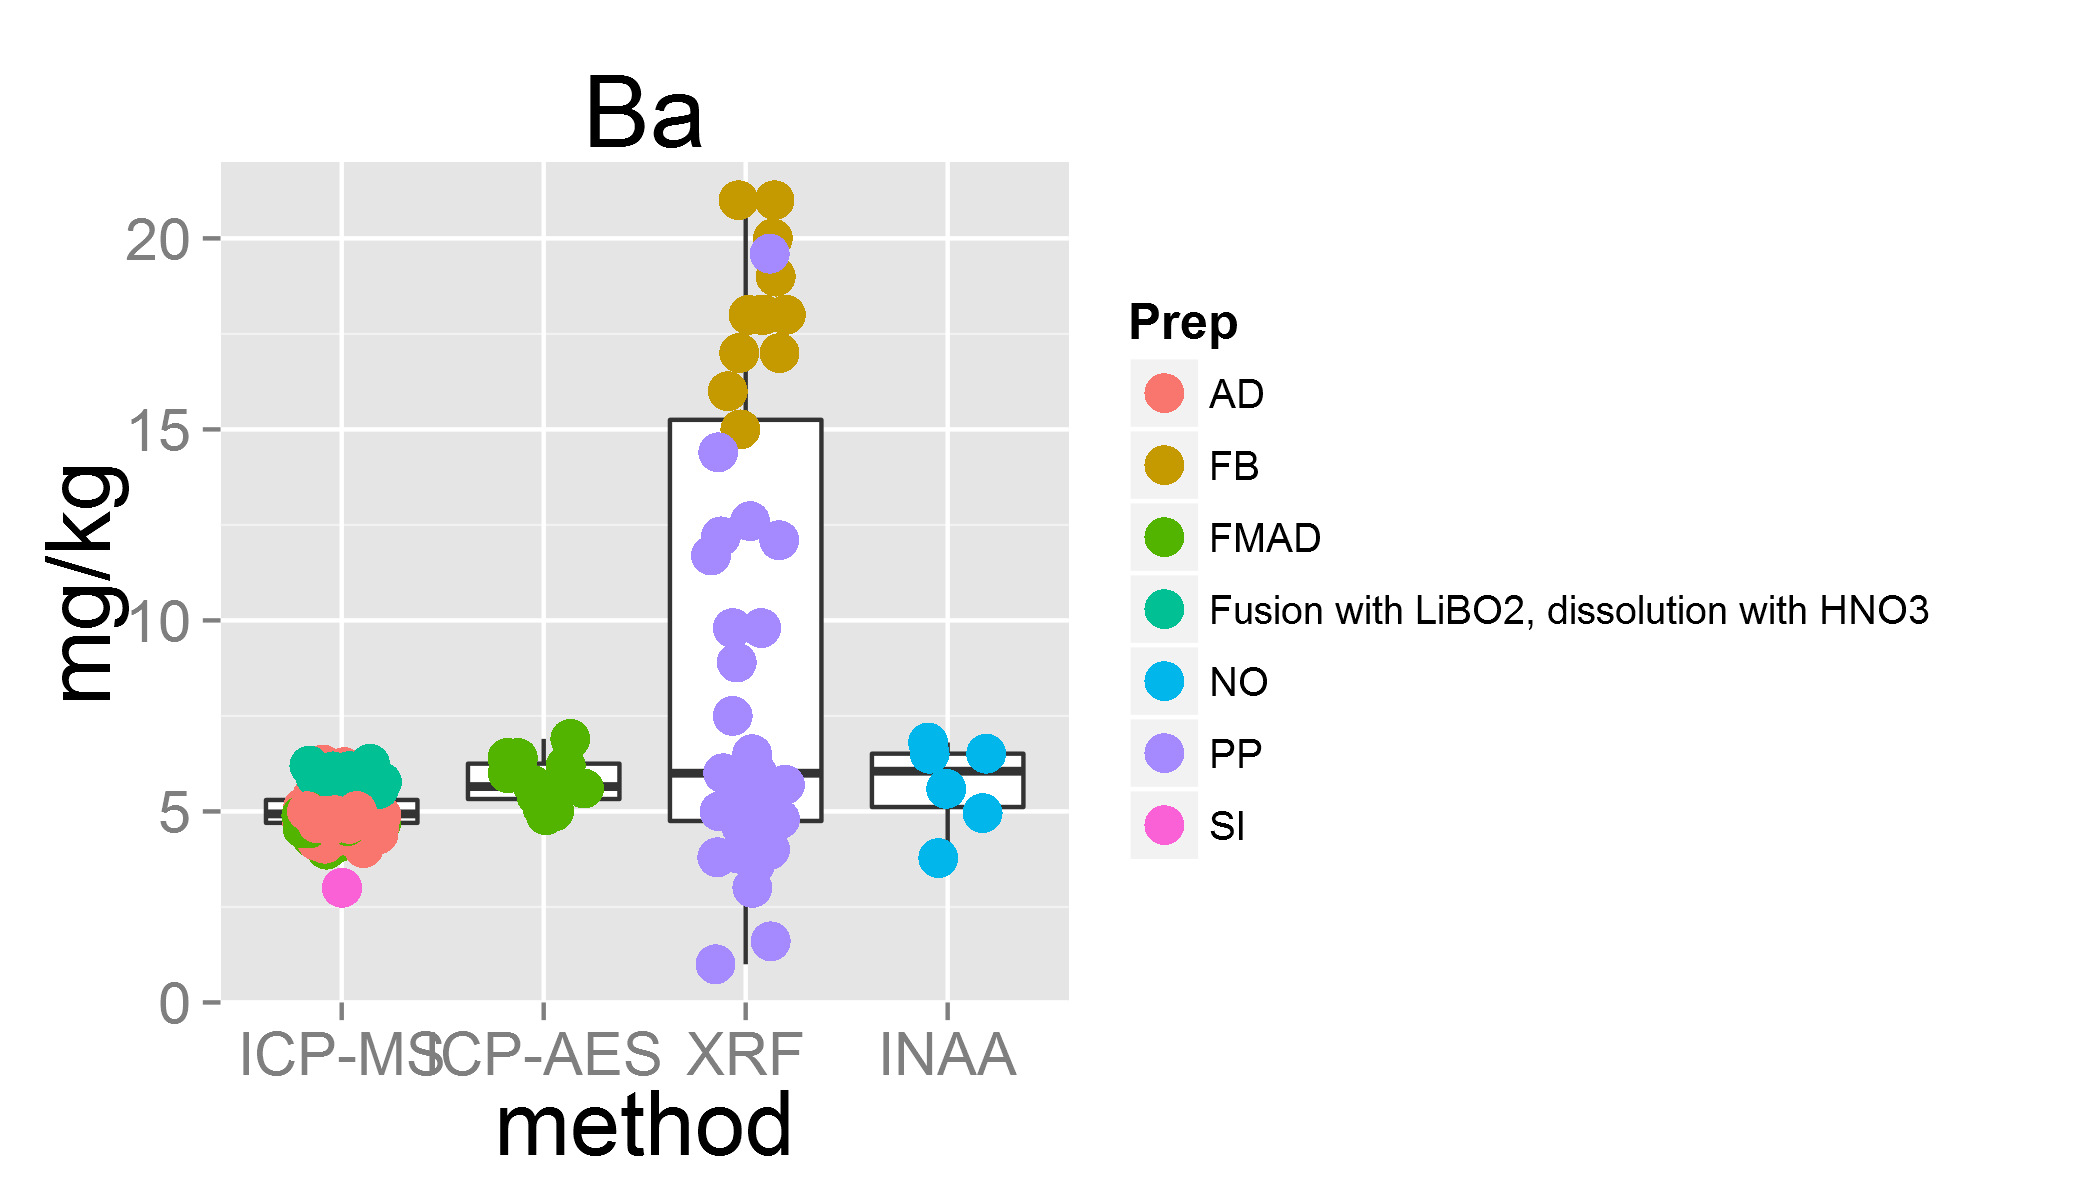 Ba
mg/kg
20
15
10
5
0
ICP-MS ICP-AES XRF INAA
method
Prep
AD
FB
FMAD
Fusion with LiBO2, dissolution with HNO3
NO
PP
SI